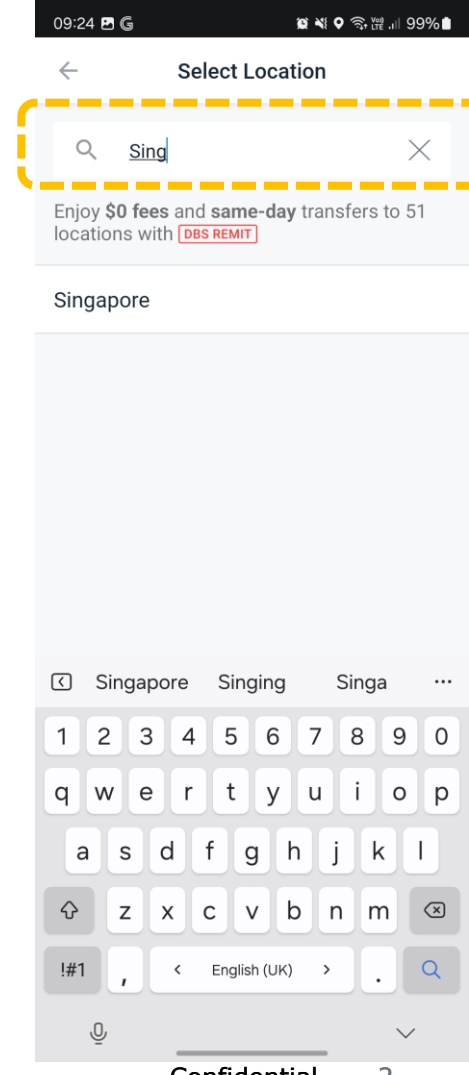 09:24 G 99%
Select Location
Sing
Enjoy $0 fees and same-day transfers to 51
locations with DBS REMIT
Singapore
Singapore Singing Singa ...
1 2 3 4 5 6 7 8 9 0
q w e r t y u i o p
a s d f g h j k l
z x c v b n m
!#1 , < English (UK) > .
Confidential